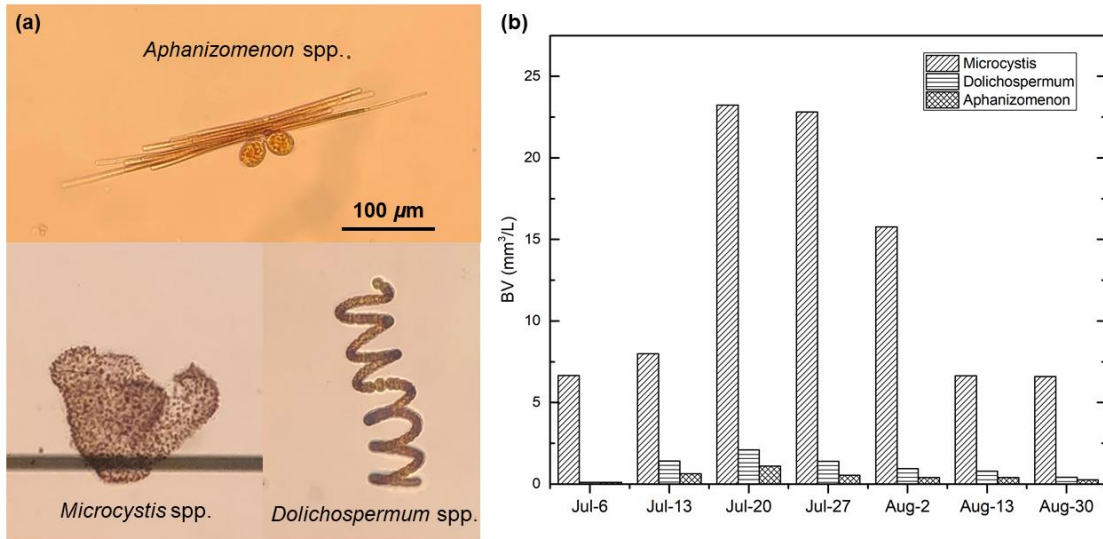 (a)
Aphanizomenon spp.
100 µm
Microcystis spp.
Dolichospermum spp.
(b)
Microcystis
Dolichospermum
Aphanizomenon
BV (mm³/L)
25
20
15
10
5
0
Jul-6 Jul-13 Jul-20 Jul-27 Aug-2 Aug-13 Aug-30